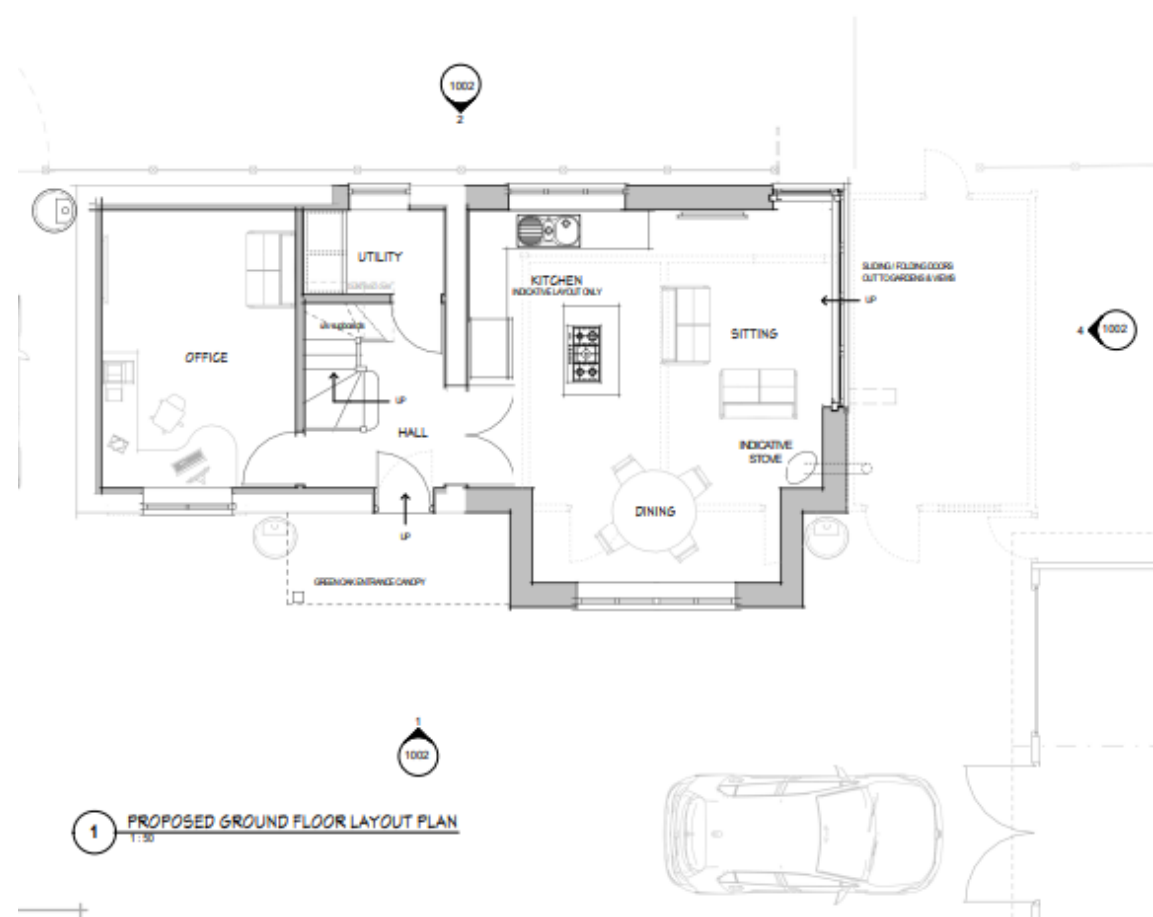 1002
2
UTILITY
KITCHEN
INDICATIVE LAYOUT ONLY
SLIDING / FOLDING DOORS
OUT TO GARDENS & VIEWS
UP
4
1002
SITTING
OFFICE
UP
HALL
INDICATIVE
STOVE
DINING
UP
GREEN OAK ENTRANCE CANOPY
1
1002
1
PROPOSED GROUND FLOOR LAYOUT PLAN
1 : 50